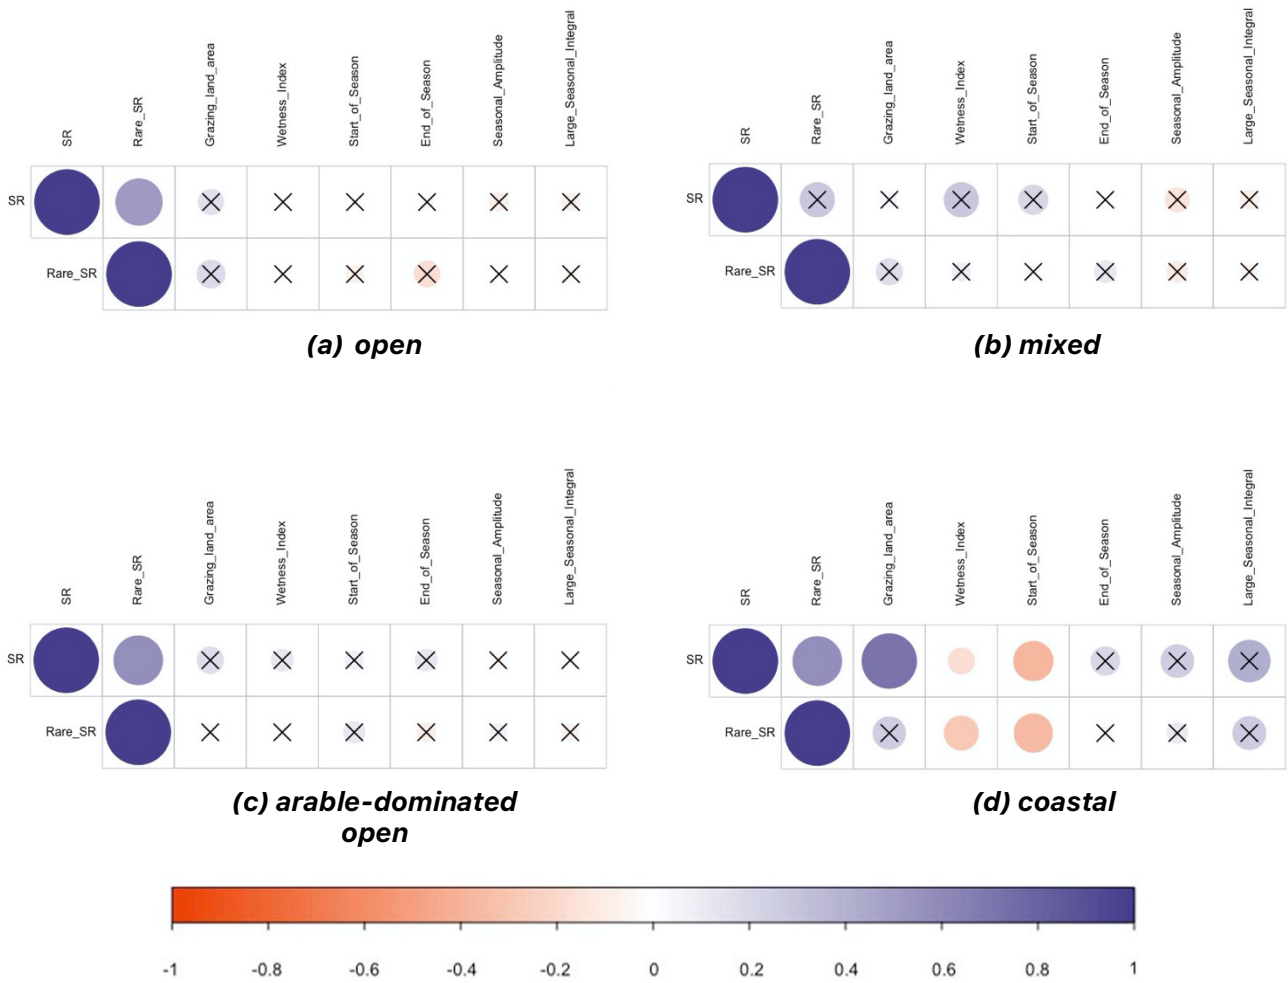 SR
Rare_SR
Grazing_land_area
Wetness_Index
Start_of_Season
End_of_Season
Seasonal_Amplitude
Large_Seasonal_Integral
SR
Rare_SR
(a) open
SR
Rare_SR
Grazing_land_area
Wetness_Index
Start_of_Season
End_of_Season
Seasonal_Amplitude
Large_Seasonal_Integral
SR
Rare_SR
(b) mixed
SR
Rare_SR
Grazing_land_area
Wetness_Index
Start_of_Season
End_of_Season
Seasonal_Amplitude
Large_Seasonal_Integral
SR
Rare_SR
(c) arable-dominated
open
SR
Rare_SR
Grazing_land_area
Wetness_Index
Start_of_Season
End_of_Season
Seasonal_Amplitude
Large_Seasonal_Integral
SR
Rare_SR
(d) coastal
-1 -0.8 -0.6 -0.4 -0.2 0 0.2 0.4 0.6 0.8 1